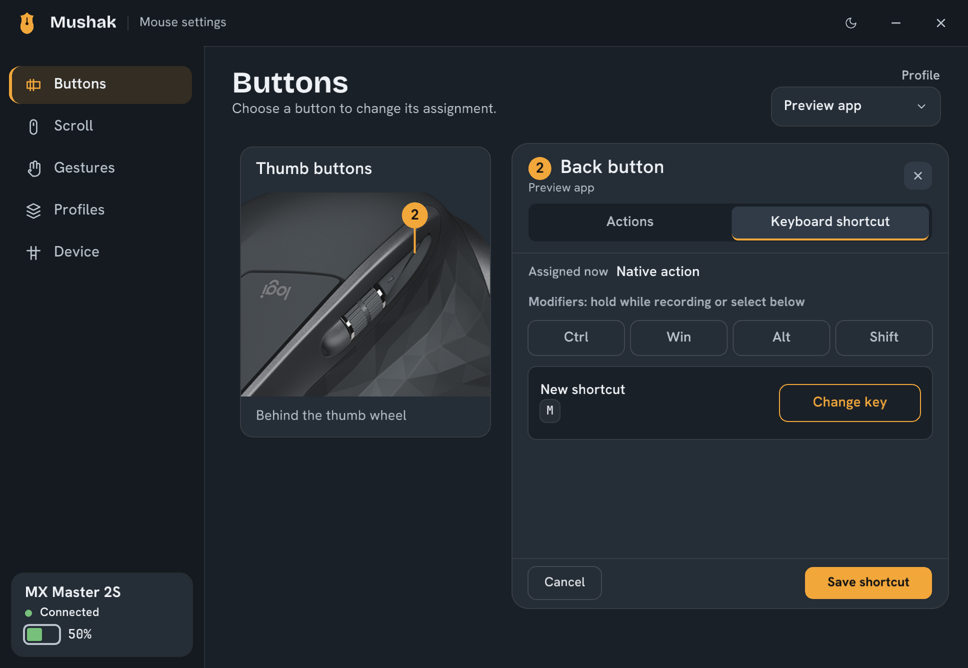 Mushak
Mouse settings
Buttons
Scroll
Gestures
Profiles
Device
MX Master 2S
Connected
50%
Buttons
Choose a button to change its assignment.
Profile
Preview app
Thumb buttons
2
logi
Behind the thumb wheel
2 Back button
Preview app
Actions
Keyboard shortcut
Assigned now Native action
Modifiers: hold while recording or select below
Ctrl
Win
Alt
Shift
New shortcut
M
Change key
Cancel
Save shortcut